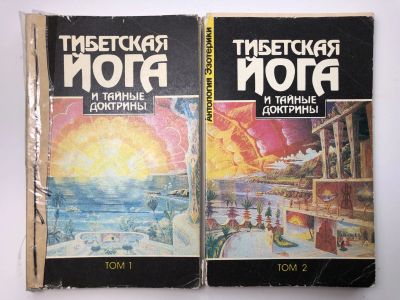 ТИБЕТСКАЯ
ЙОГА
И ТАЙНЫЕ
ДОКТРИНЫ
ТОМ 1
Антология Эзотерики
ТИБЕТСКАЯ
ЙОГА
И ТАЙНЫЕ
ДОКТРИНЫ
ТОМ 2